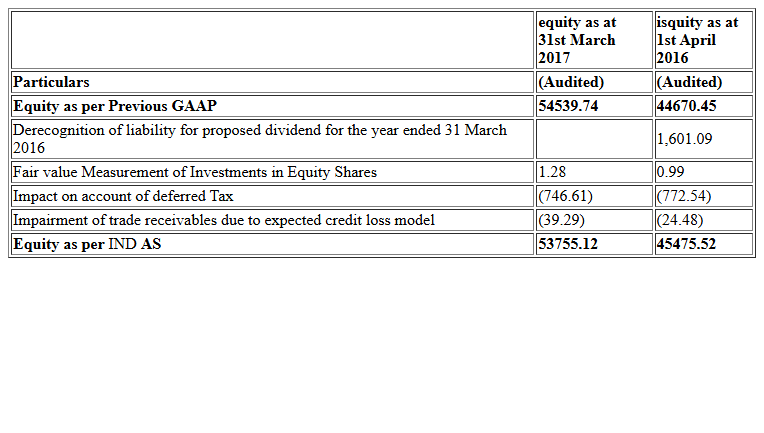 equity as at 31st March 2017 isquity as at 1st April 2016
Particulars (Audited) (Audited)
Equity as per Previous GAAP 54539.74 44670.45
Derecognition of liability for proposed dividend for the year ended 31 March 2016 1,601.09
Fair value Measurement of Investments in Equity Shares 1.28 0.99
Impact on account of deferred Tax (746.61) (772.54)
Impairment of trade receivables due to expected credit loss model (39.29) (24.48)
Equity as per IND AS 53755.12 45475.52